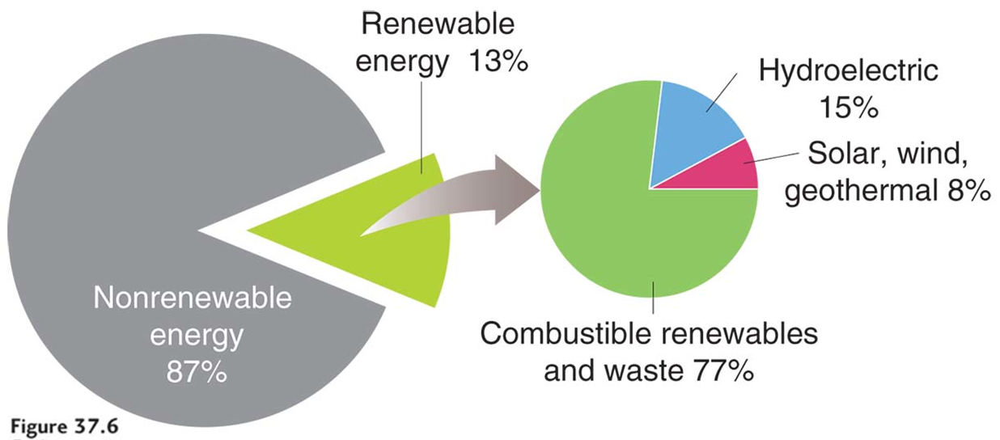 Renewable
energy 13%
Hydroelectric
15%
Solar, wind,
geothermal 8%
Nonrenewable
energy
87%
Combustible renewables
and waste 77%
Figure 37.6